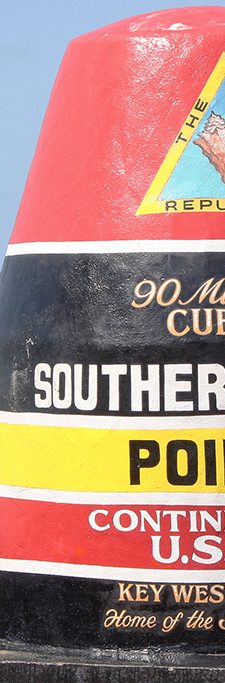 THE
REPU
90 Mi
CUB
SOUTHER
POI
CONTIN
U.S.
KEY WES
Home of the S